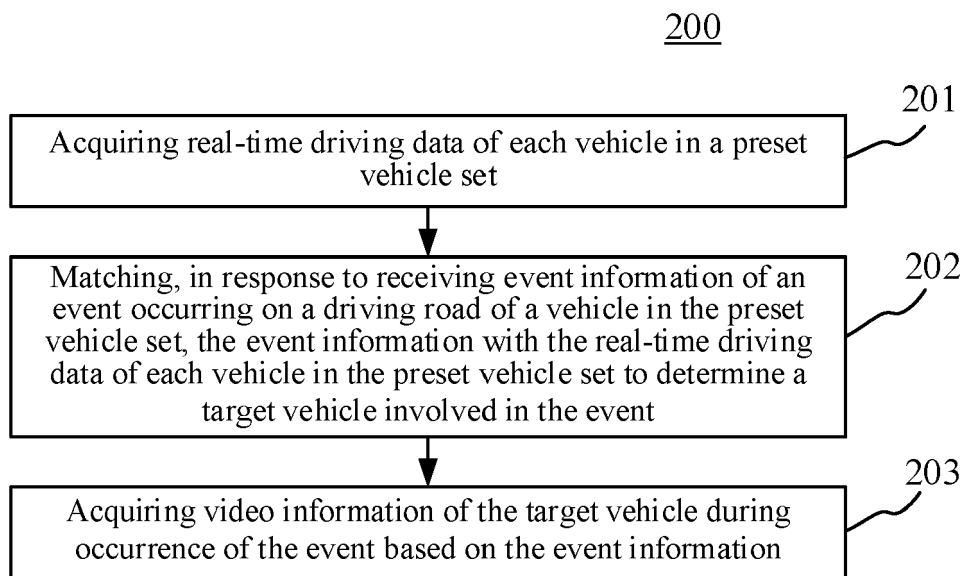 200
201
Acquiring real-time driving data of each vehicle in a preset
vehicle set
202
Matching, in response to receiving event information of an
event occurring on a driving road of a vehicle in the preset
vehicle set, the event information with the real-time driving
data of each vehicle in the preset vehicle set to determine a
target vehicle involved in the event
203
Acquiring video information of the target vehicle during
occurrence of the event based on the event information